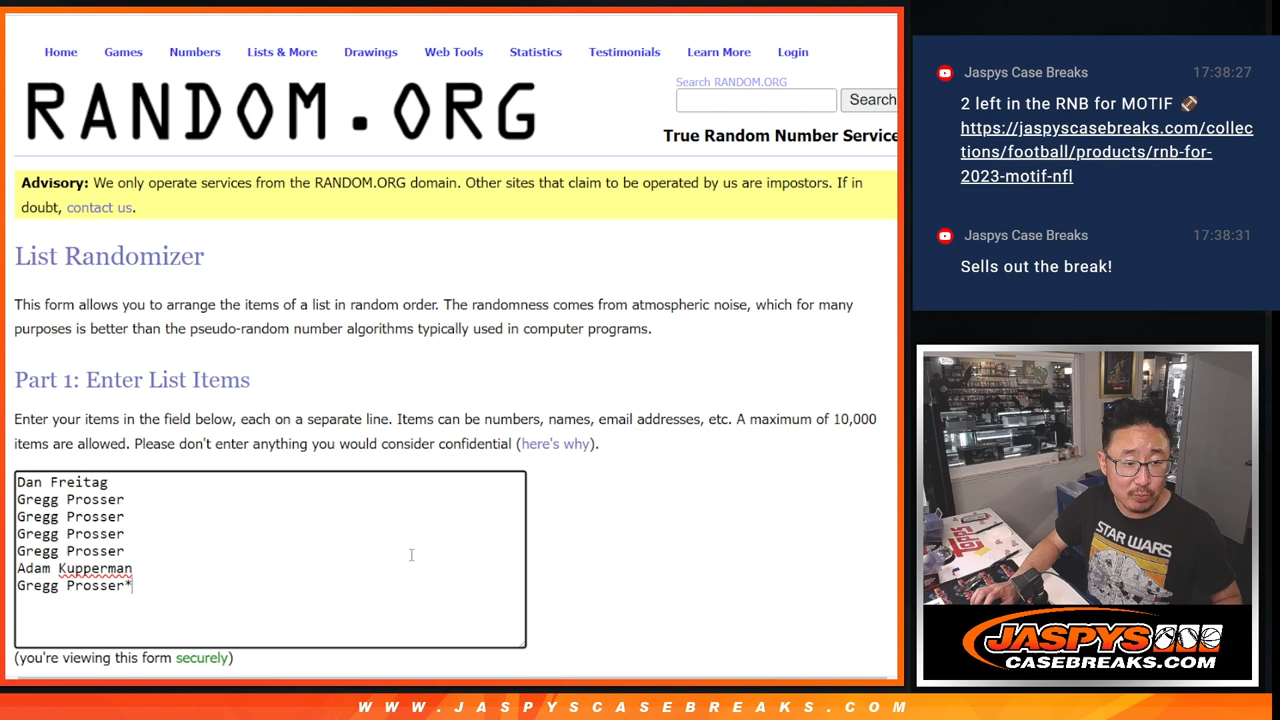 Home Games Numbers Lists & More Drawings Web Tools Statistics Testimonials Learn More Login
RANDOM.ORG
Search RANDOM.ORG
Search
True Random Number Service
Advisory: We only operate services from the RANDOM.ORG domain. Other sites that claim to be operated by us are impostors. If in
doubt, contact us.
List Randomizer
This form allows you to arrange the items of a list in random order. The randomness comes from atmospheric noise, which for many
purposes is better than the pseudo-random number algorithms typically used in computer programs.
Part 1: Enter List Items
Enter your items in the field below, each on a separate line. Items can be numbers, names, email addresses, etc. A maximum of 10,000
items are allowed. Please don't enter anything you would consider confidential (here's why).
Dan Freitag
Gregg Prosser
Gregg Prosser
Gregg Prosser
Gregg Prosser
Adam Kupperman
Gregg Prosser*
(you're viewing this form securely)
Jaspys Case Breaks 17:38:27
2 left in the RNB for MOTIF 🏈
https://jaspyscasebreaks.com/collec
tions/football/products/rnb-for-
2023-motif-nfl
Jaspys Case Breaks 17:38:31
Sells out the break!
topps
STAR WARS
JASPYS
CASEBREAKS.COM
WWW.JASPYSCASEBREAKS.COM